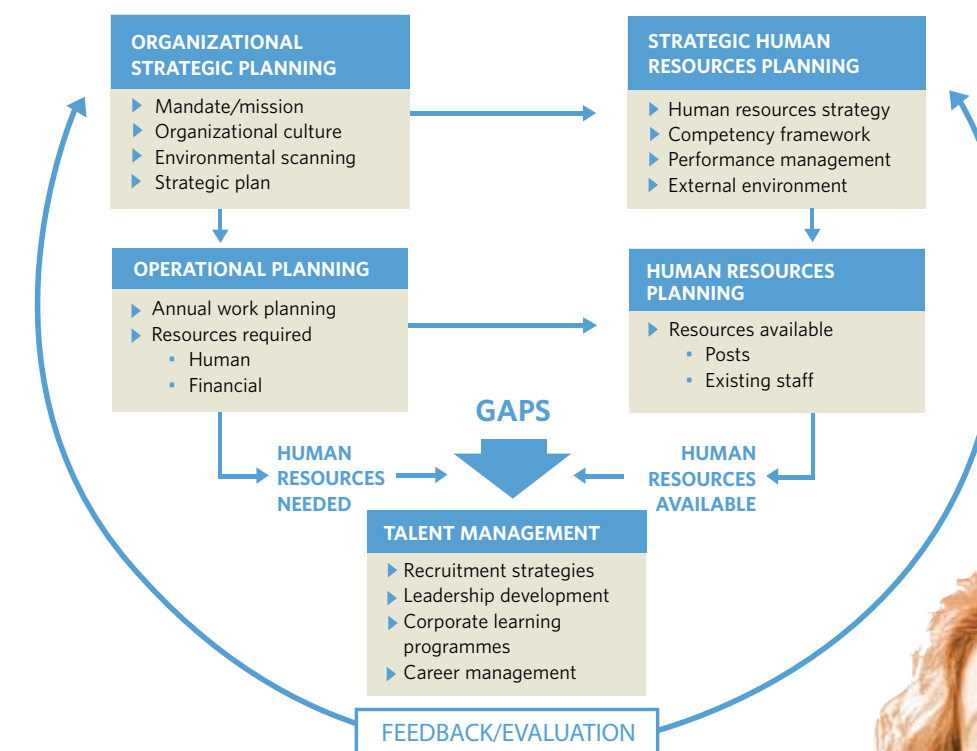 ORGANIZATIONAL
STRATEGIC PLANNING
Mandate/mission
Organizational culture
Environmental scanning
Strategic plan
STRATEGIC HUMAN
RESOURCES PLANNING
Human resources strategy
Competency framework
Performance management
External environment
OPERATIONAL PLANNING
Annual work planning
Resources required
• Human
• Financial
HUMAN RESOURCES
PLANNING
Resources available
• Posts
• Existing staff
GAPS
HUMAN
RESOURCES
NEEDED
HUMAN
RESOURCES
AVAILABLE
TALENT MANAGEMENT
Recruitment strategies
Leadership development
Corporate learning
programmes
Career management
FEEDBACK/EVALUATION